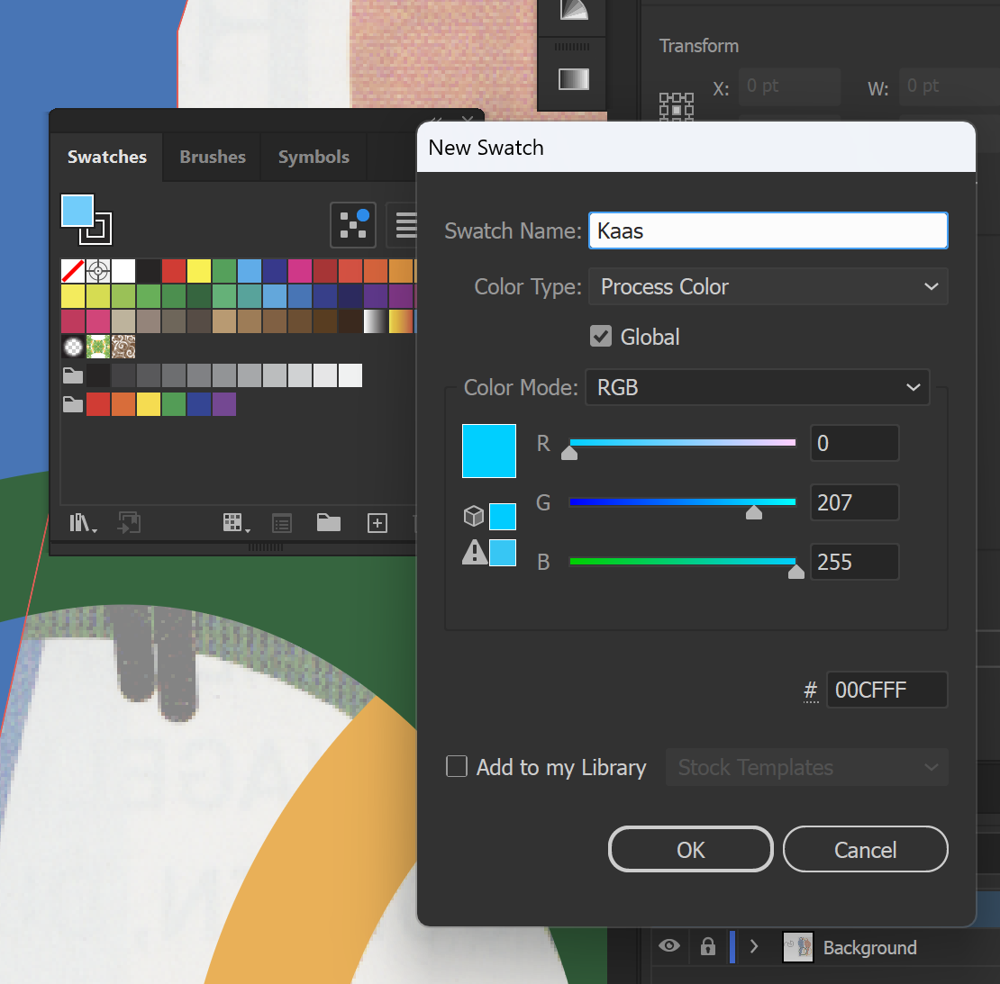 Transform
X: 0 pt W: 0 pt
Swatches Brushes Symbols
New Swatch
Swatch Name: Kaas
Color Type: Process Color
Global
Color Mode: RGB
R 0
G 207
B 255
# 00CFFF
Add to my Library Stock Templates
OK Cancel
Background